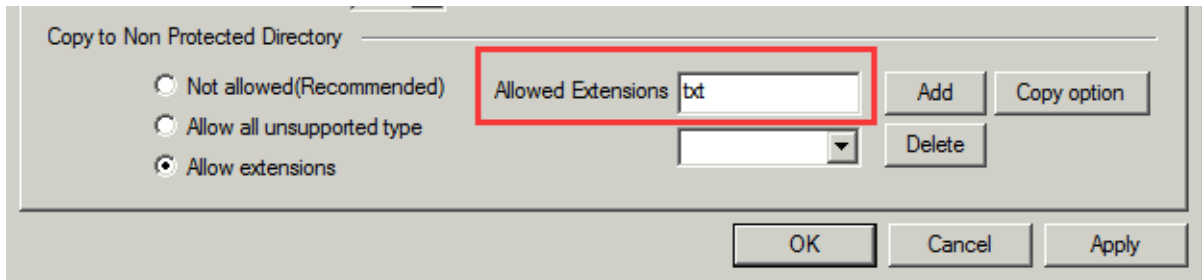 Copy to Non Protected Directory
Not allowed(Recommended)
Allowed Extensions txt Add Copy option
Allow all unsupported type
Delete
Allow extensions
OK Cancel Apply